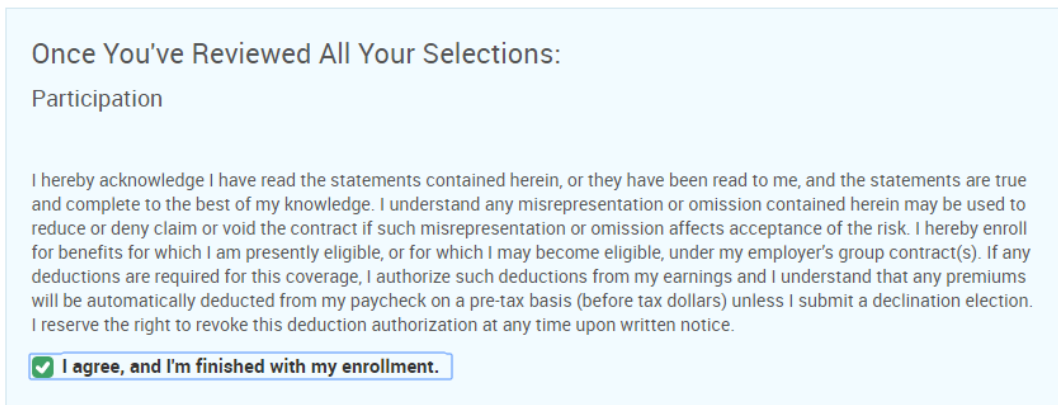 Once You've Reviewed All Your Selections:
Participation
I hereby acknowledge I have read the statements contained herein, or they have been read to me, and the statements are true
and complete to the best of my knowledge. I understand any misrepresentation or omission contained herein may be used to
reduce or deny claim or void the contract if such misrepresentation or omission affects acceptance of the risk. I hereby enroll
for benefits for which I am presently eligible, or for which I may become eligible, under my employer's group contract(s). If any
deductions are required for this coverage, I authorize such deductions from my earnings and I understand that any premiums
will be automatically deducted from my paycheck on a pre-tax basis (before tax dollars) unless I submit a declination election.
I reserve the right to revoke this deduction authorization at any time upon written notice.
I agree, and I'm finished with my enrollment.